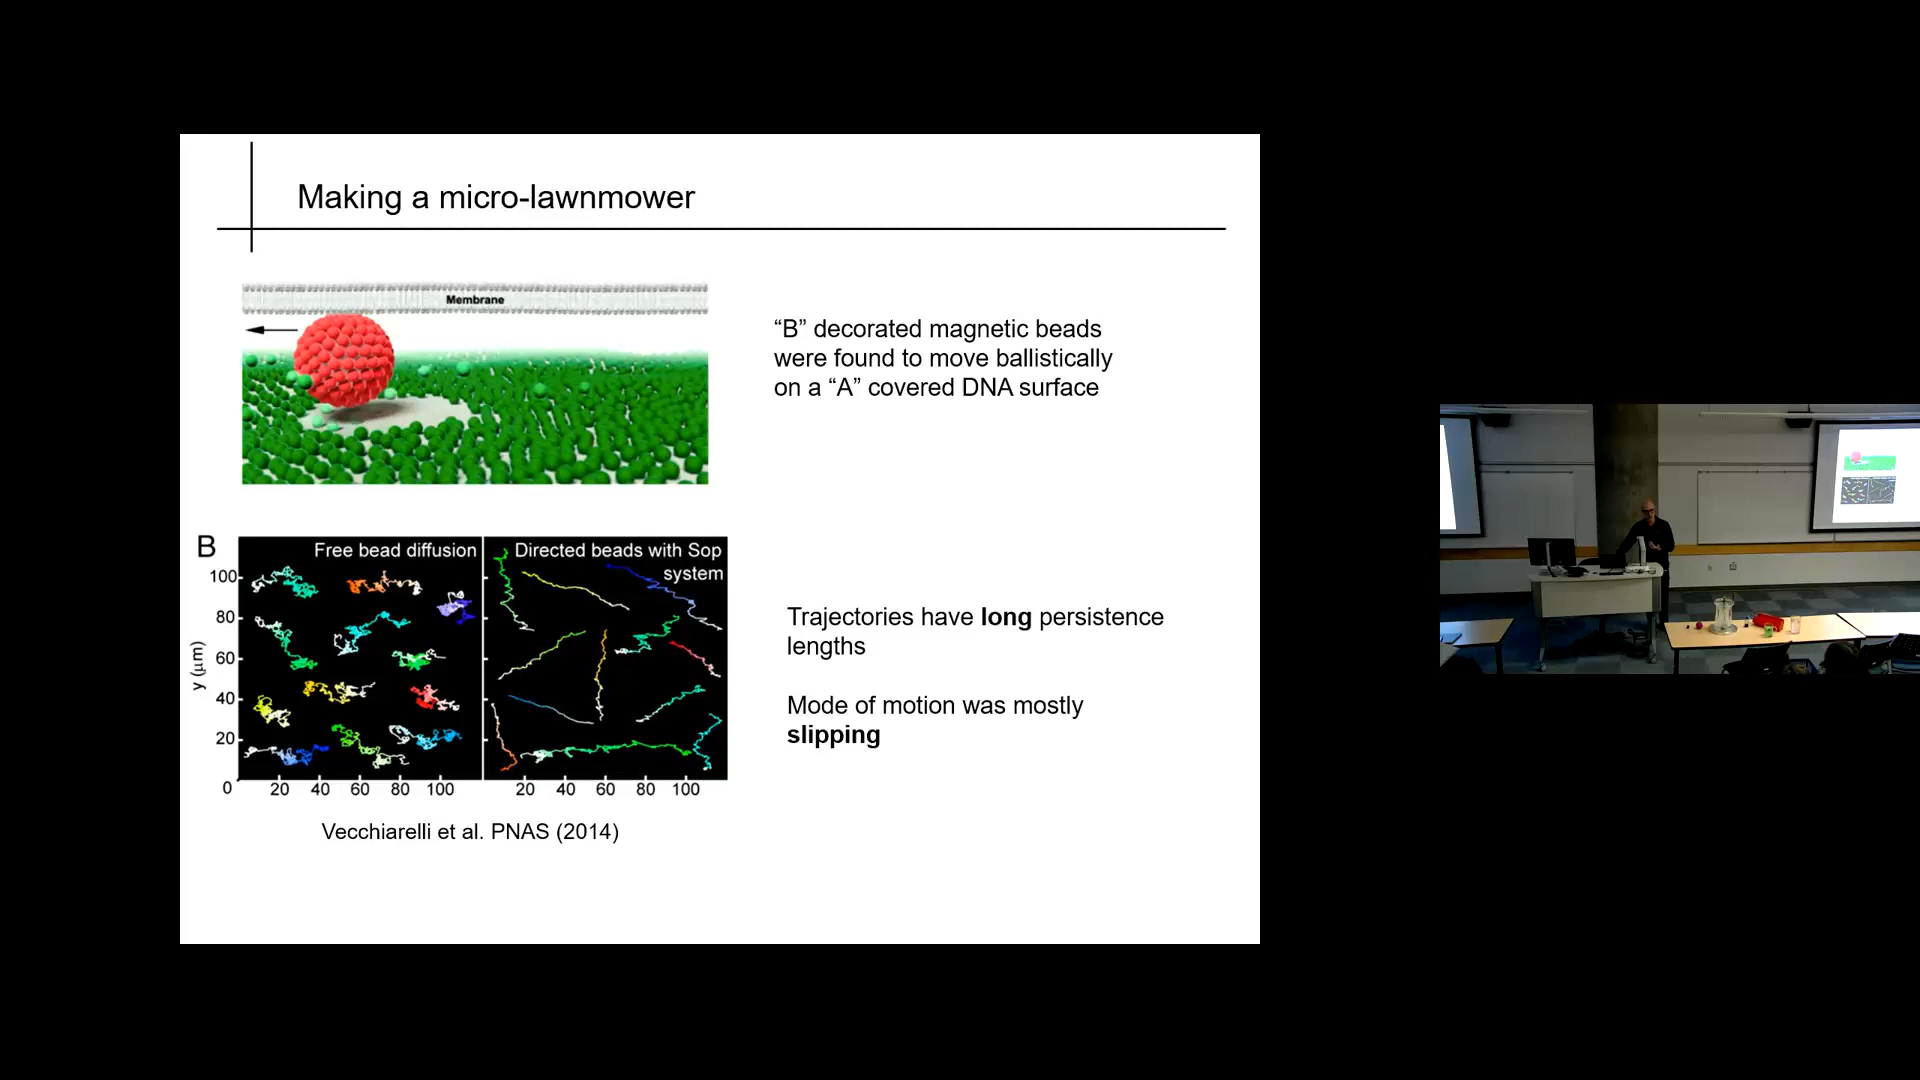 Making a micro-lawnmower
Membrane
“B” decorated magnetic beads
were found to move ballistically
on a “A” covered DNA surface
B
Free bead diffusion
Directed beads with Sop
system
y (μm)
100
80
60
40
20
0
20 40 60 80 100
20 40 60 80 100
Trajectories have long persistence
lengths
Mode of motion was mostly
slipping
Vecchiarelli et al. PNAS (2014)